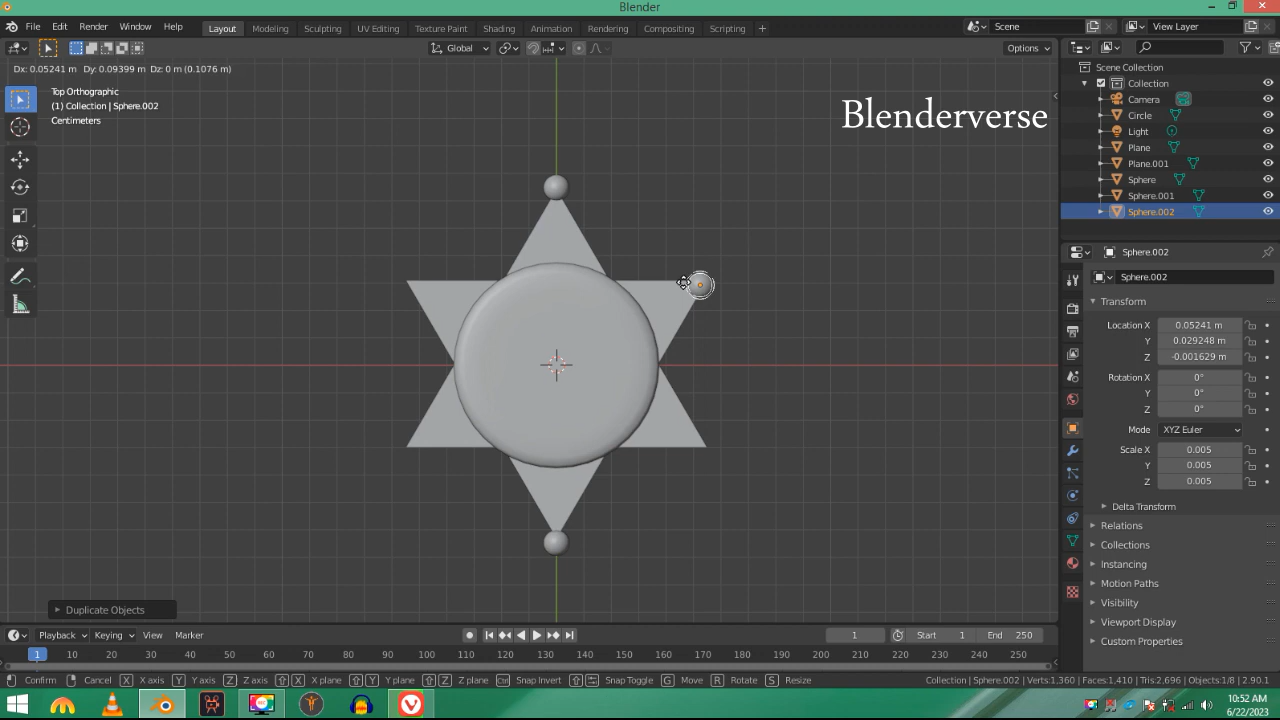 Blender
File Edit Render Window Help
Layout Modeling Sculpting UV Editing Texture Paint Shading Animation Rendering Compositing Scripting
Scene
View Layer
Global
Options
Dx: 0.05241 m Dy: 0.09399 m Dz: 0 m (0.1076 m)
Top Orthographic
(1) Collection | Sphere.002
Centimeters
Blenderverse
Scene Collection
Collection
Camera
Circle
Light
Plane
Plane.001
Sphere
Sphere.001
Sphere.002
Sphere.002
Sphere.002
Transform
Location X 0.05241 m
Y 0.029248 m
Z -0.001629 m
Rotation X 0°
Y 0°
Z 0°
Mode XYZ Euler
Scale X 0.005
Y 0.005
Z 0.005
Delta Transform
Relations
Collections
Instancing
Motion Paths
Visibility
Viewport Display
Custom Properties
Duplicate Objects
Playback Keying View Marker
1 Start 1 End 250
1 10 20 30 40 50 60 70 80 90 100 110 120 130 140 150 160 170 180 190 200 210 220 230 240 250
Confirm Cancel X X axis Y Y axis Z Z axis X X plane Y Y plane Z Z plane Ctrl Snap Invert Snap Toggle G Move R Rotate S Resize
Collection | Sphere.002 | Verts:1,360 | Faces:1,410 | Tris:2,696 | Objects:1/8 | 2.90.1
10:52 AM
6/22/2023